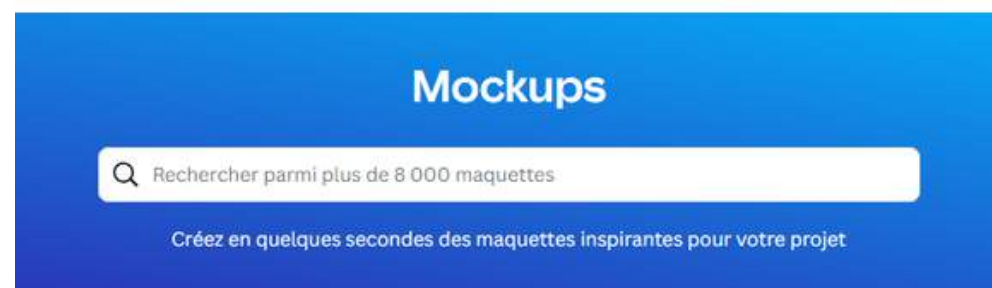 Mockups
Rechercher parmi plus de 8 000 maquettes
Créez en quelques secondes des maquettes inspirantes pour votre projet